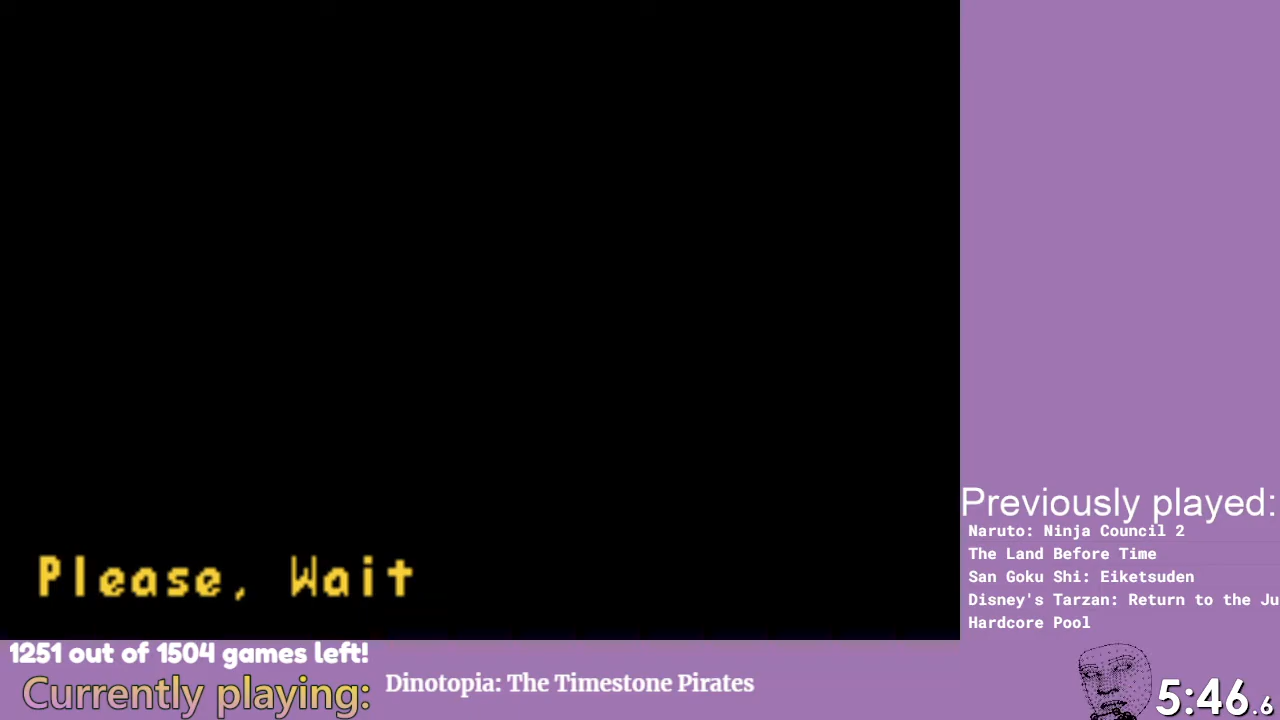 Please, Wait
Previously played:
Naruto: Ninja Council 2
The Land Before Time
San Goku Shi: Eiketsuden
Disney's Tarzan: Return to the Ju
Hardcore Pool
1251 out of 1504 games left!
Currently playing:
Dinotopia: The Timestone Pirates
5:46.6